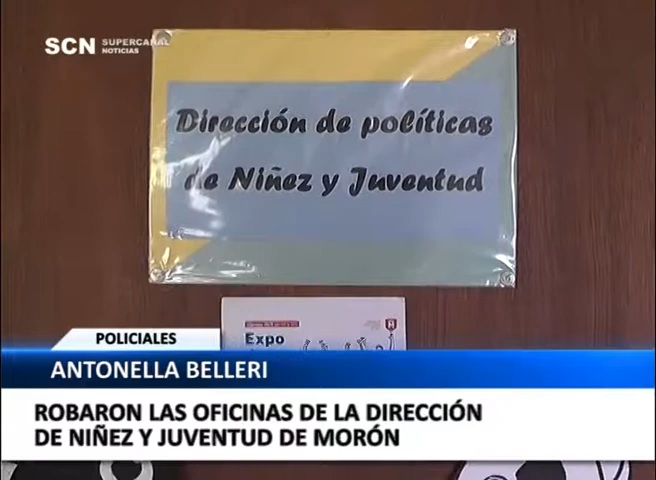 SCN SUPERCANAL
NOTICIAS
Dirección de políticas
de Niñez y Juventud
Expo
POLICIALES
ANTONELLA BELLERI
ROBARON LAS OFICINAS DE LA DIRECCIÓN
DE NIÑEZ Y JUVENTUD DE MORÓN